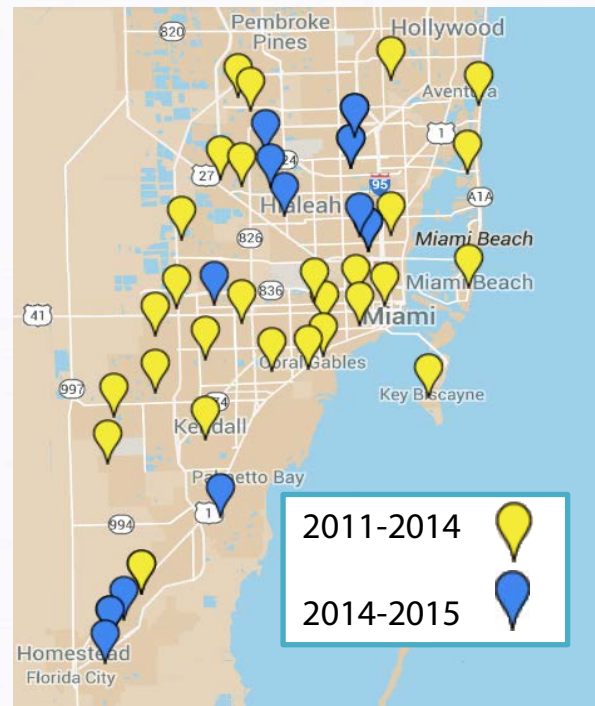 820
Pembroke
Pines
Hollywood
Aventura
1
27
24
95
Hialeah
A1A
826
Miami Beach
Miami Beach
836
41
Miami
Coral Gables
997
Key Biscayne
74
Kendall
Palmetto Bay
1
994
2011-2014
2014-2015
Homestead
Florida City